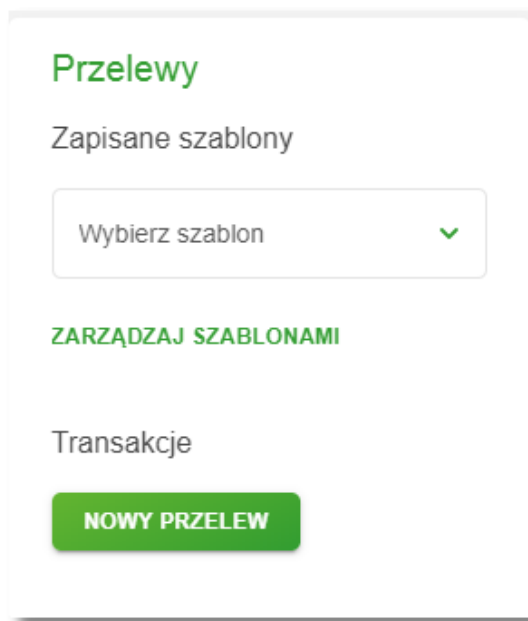 Przelewy
Zapisane szablony
Wybierz szablon
ZARZĄDZAJ SZABLONAMI
Transakcje
NOWY PRZELEW